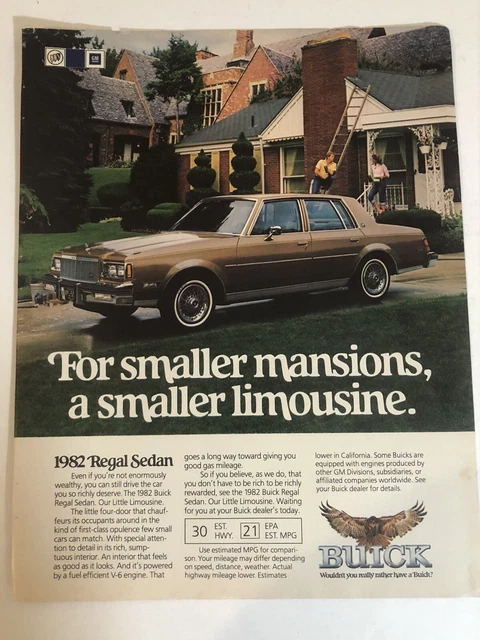 GM
For smaller mansions,
a smaller limousine.
1982 Regal Sedan
Even if you're not enormously
wealthy, you can still drive the car
you so richly deserve. The 1982 Buick
Regal Sedan. Our Little Limousine.
The little four-door that chauf-
feurs its occupants around in the
kind of first-class opulence few small
cars can match. With special atten-
tion to detail in its rich, sump-
tuous interior. An interior that feels
as good as it looks. And it's powered
by a fuel efficient V-6 engine. That
goes a long way toward giving you
good gas mileage.
So if you believe, as we do, that
you don't have to be rich to be richly
rewarded, see the 1982 Buick Regal
Sedan. Our Little Limousine. Waiting
for you at your Buick dealer's today.
30 EST. HWY. 21 EPA EST. MPG
Use estimated MPG for compari-
son. Your mileage may differ depending
on speed, distance, weather. Actual
highway mileage lower. Estimates
lower in California. Some Buicks are
equipped with engines produced by
other GM Divisions, subsidiaries, or
affiliated companies worldwide. See
your Buick dealer for details.
BUICK
Wouldn't you really rather have a Buick?